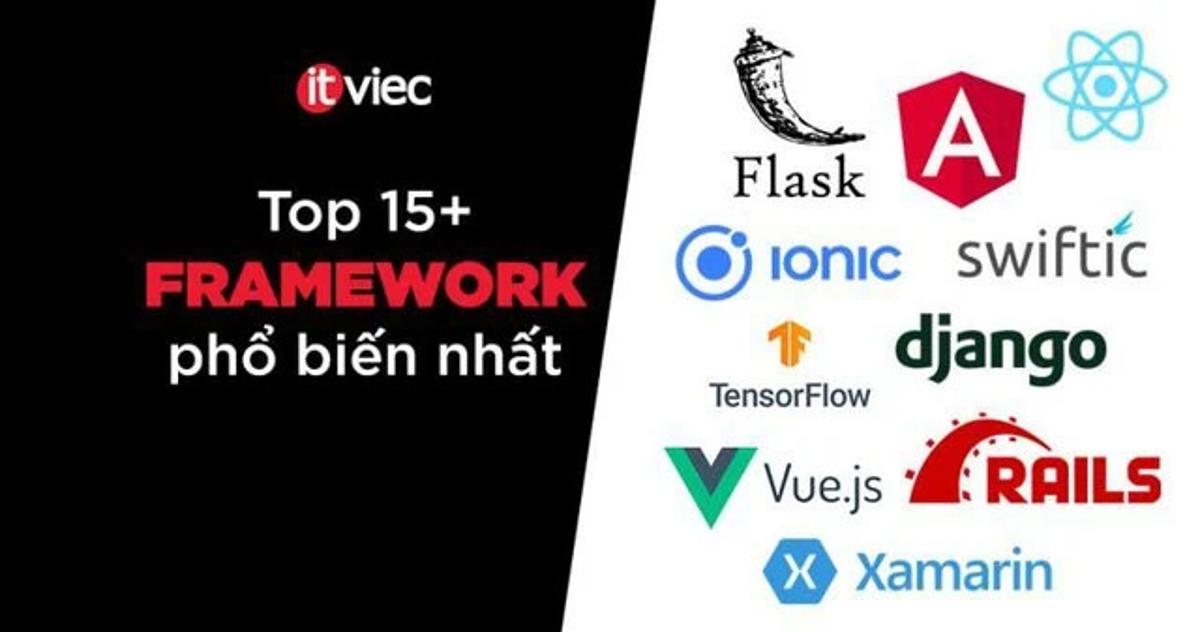 itviec
Top 15+
FRAMEWORK
phổ biến nhất
Flask
A
IONIC
swiftic
TensorFlow
django
Vue.js
RAILS
X Xamarin